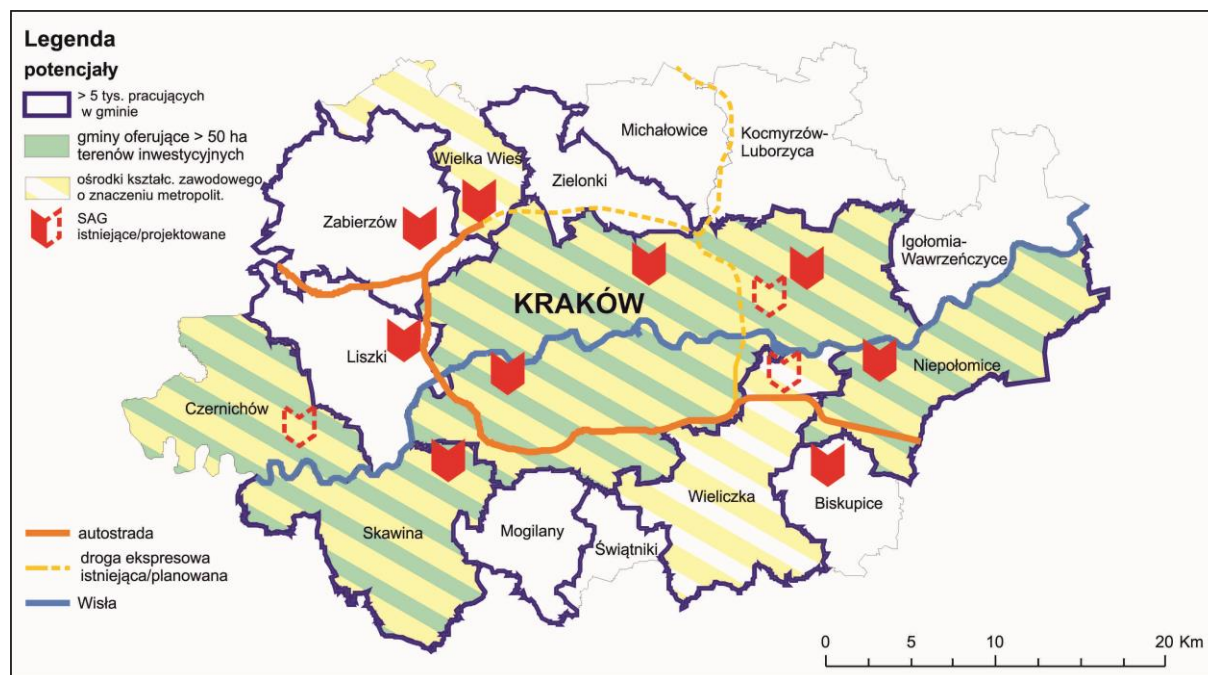 Legenda
potencjały
> 5 tys. pracujących
w gminie
gminy oferujące > 50 ha
terenów inwestycyjnych
ośrodki kształc. zawodowego
o znaczeniu metropolit.
SAG
istniejące/projektowane
Michałowice
Kocmyrzów-
Luborzyca
Wielka Wieś
Zielonki
Zabierzów
Igołomia-
Wawrzeńczyce
KRAKÓW
Liszki
Niepołomice
Czernichów
Wieliczka
Biskupice
Skawina
Mogilany
Świątniki
autostrada
droga ekspresowa
istniejąca/planowana
Wisła
0 5 10 20 Km